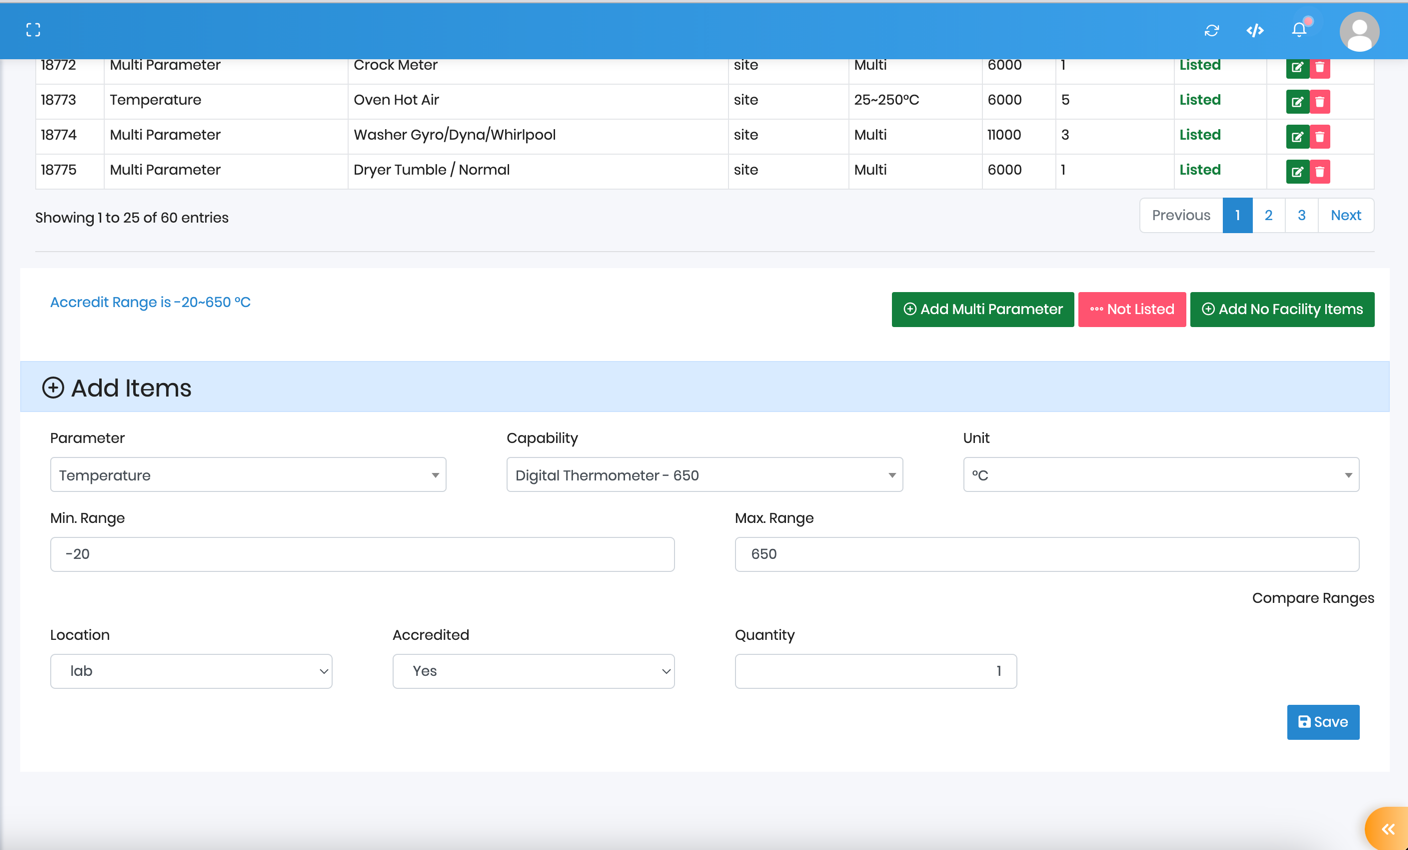 18772 Multi Parameter Crock Meter site Multi 6000 1 Listed
18773 Temperature Oven Hot Air site 25~250°C 6000 5 Listed
18774 Multi Parameter Washer Gyro/Dyna/Whirlpool site Multi 11000 3 Listed
18775 Multi Parameter Dryer Tumble / Normal site Multi 6000 1 Listed
Showing 1 to 25 of 60 entries
Previous 1 2 3 Next
Accredit Range is -20~650 °C
Add Multi Parameter Not Listed Add No Facility Items
Add Items
Parameter Capability Unit
Temperature Digital Thermometer - 650 °C
Min. Range Max. Range
-20 650
Compare Ranges
Location Accredited Quantity
lab Yes 1
Save